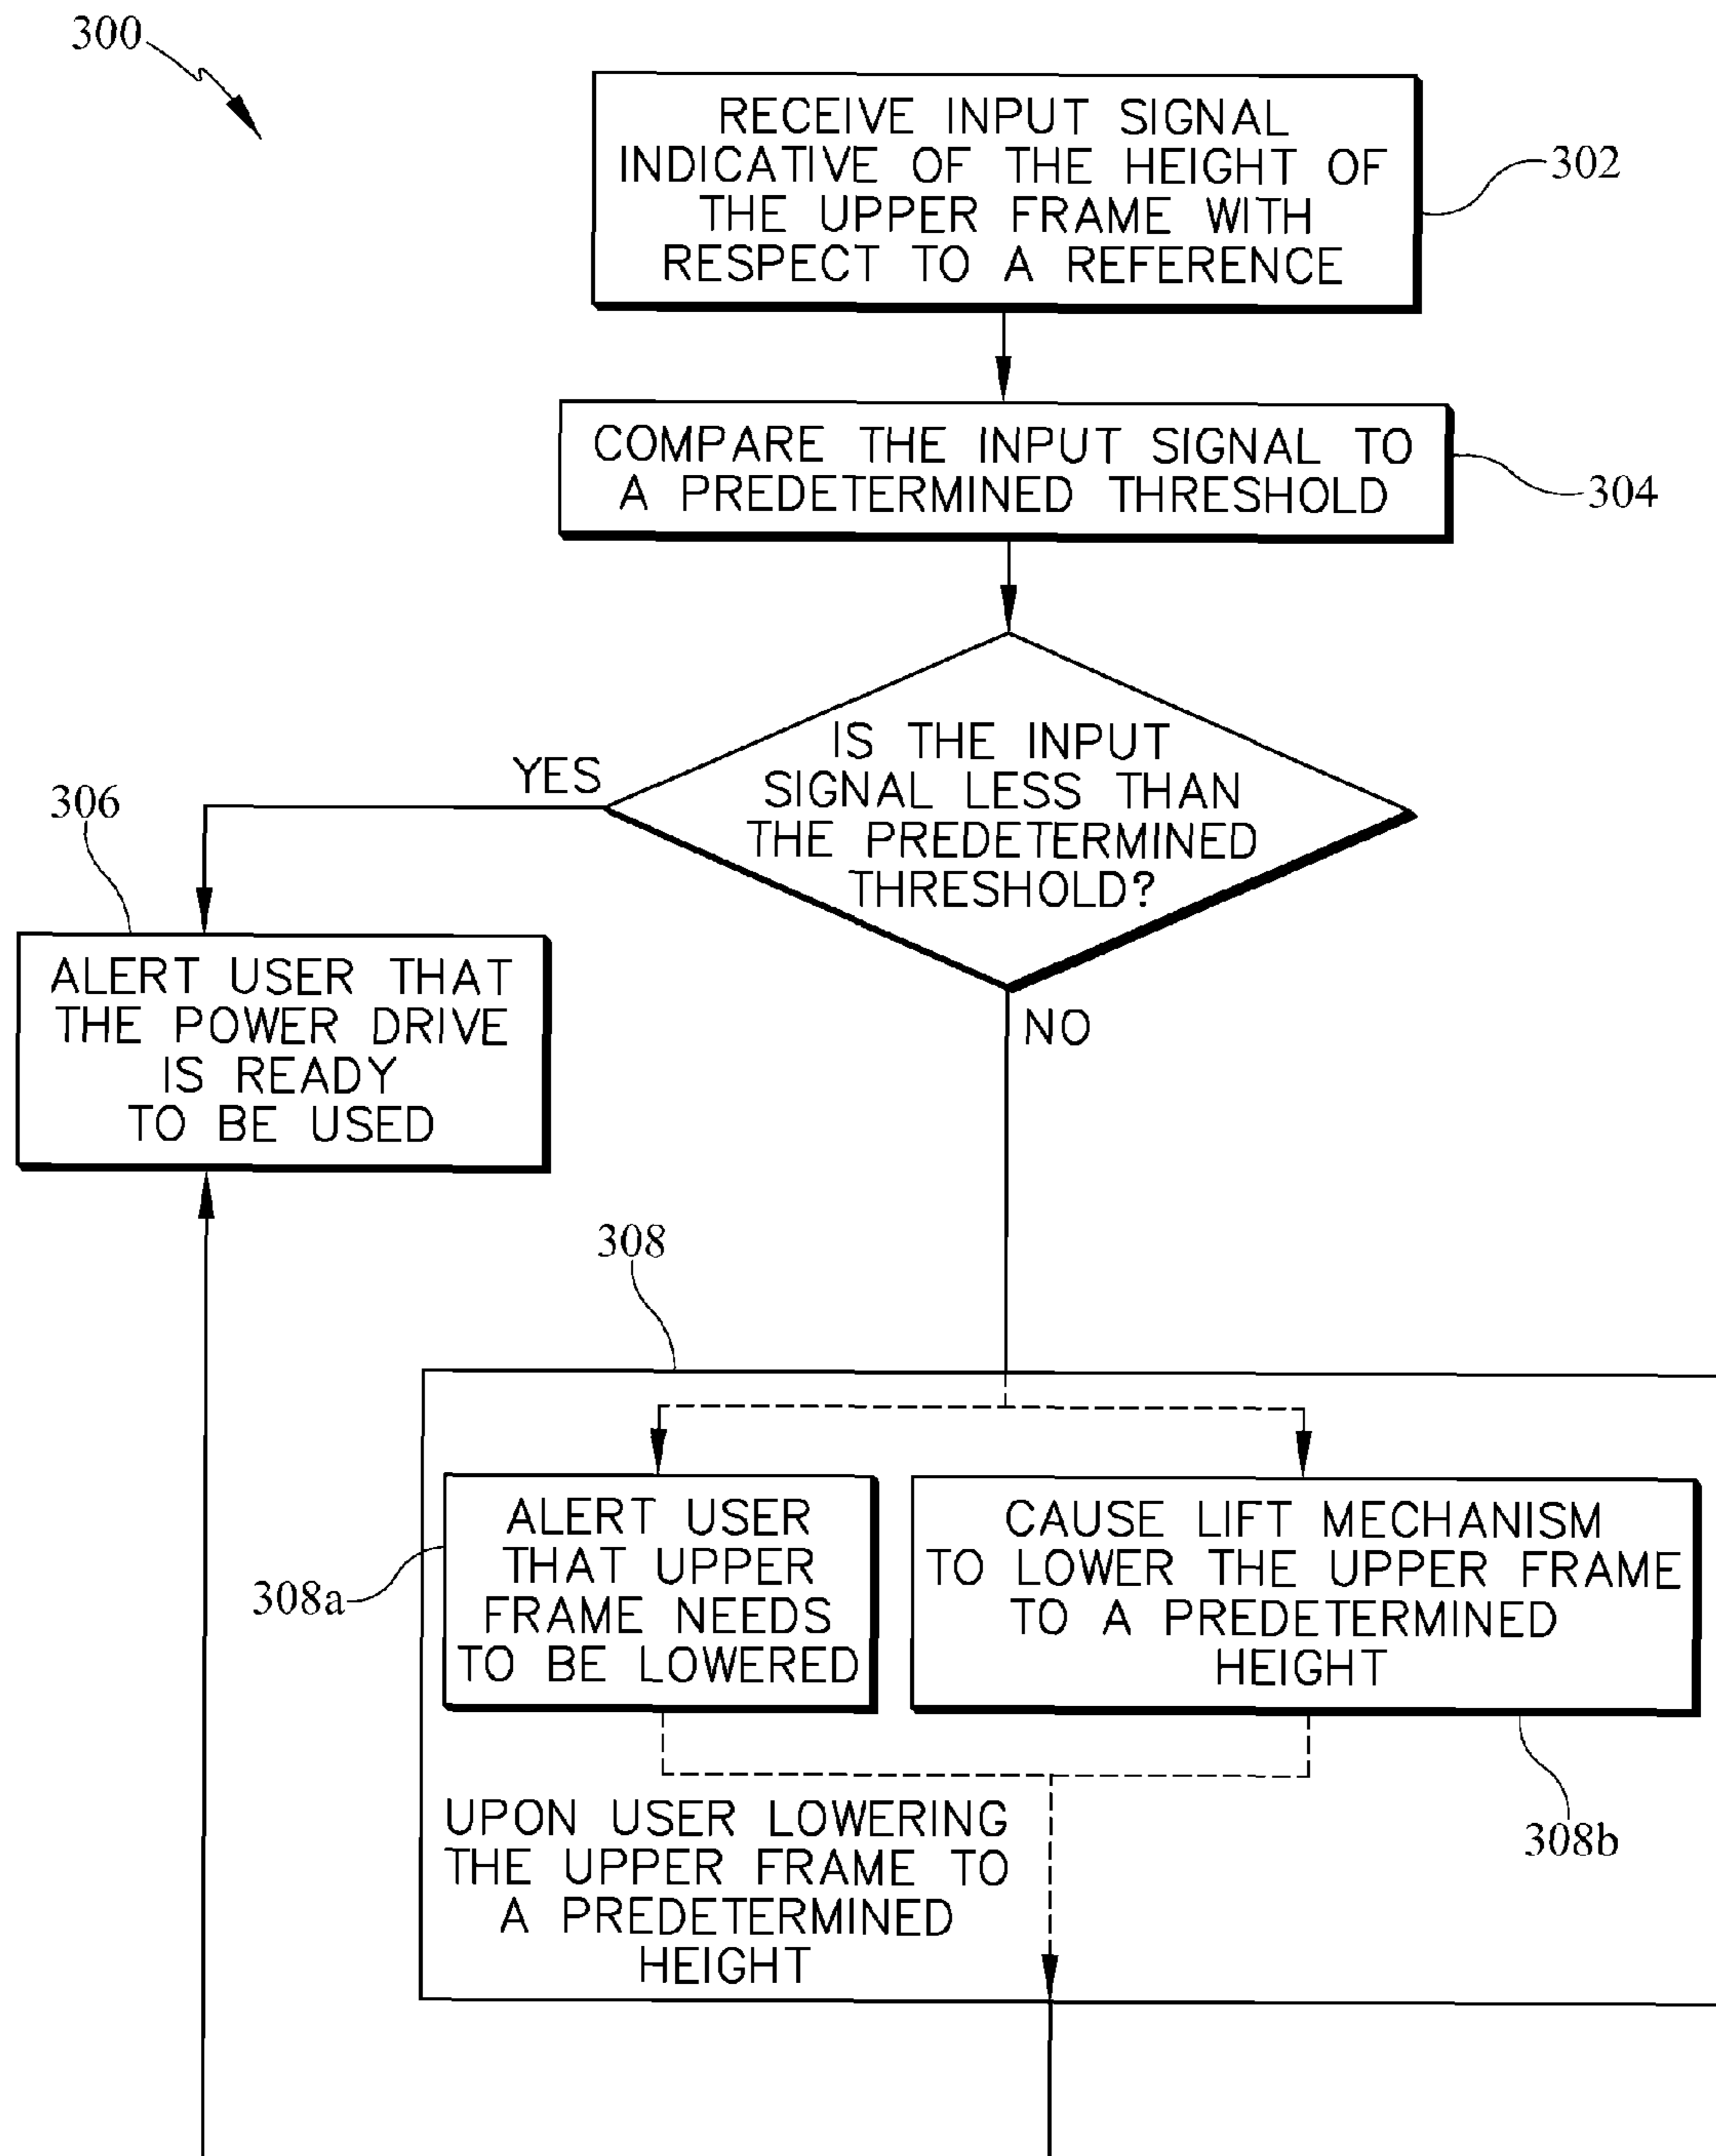 300
RECEIVE INPUT SIGNAL
INDICATIVE OF THE HEIGHT OF
THE UPPER FRAME WITH
RESPECT TO A REFERENCE
302
COMPARE THE INPUT SIGNAL TO
A PREDETERMINED THRESHOLD
304
IS THE INPUT
SIGNAL LESS THAN
THE PREDETERMINED
THRESHOLD?
YES
306
ALERT USER THAT
THE POWER DRIVE
IS READY
TO BE USED
NO
308
ALERT USER
THAT UPPER
FRAME NEEDS
TO BE LOWERED
308a
CAUSE LIFT MECHANISM
TO LOWER THE UPPER FRAME
TO A PREDETERMINED
HEIGHT
308b
UPON USER LOWERING
THE UPPER FRAME TO
A PREDETERMINED
HEIGHT